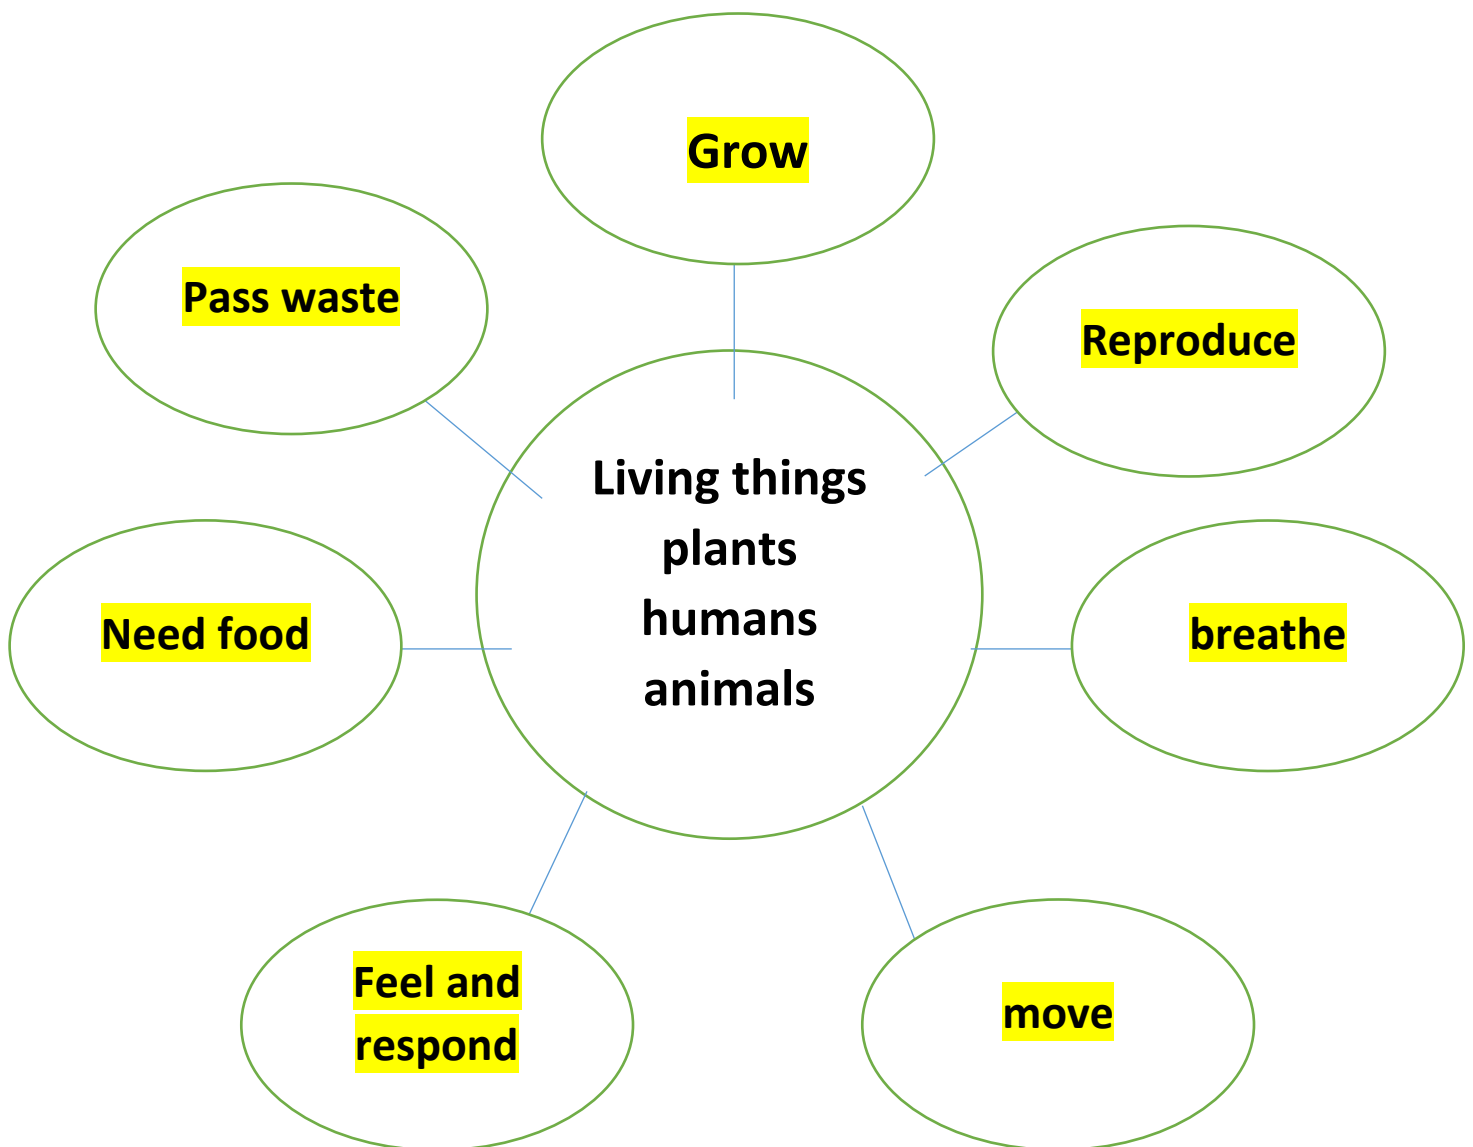 Grow
Pass waste
Reproduce
Living things
plants
humans
animals
Need food
breathe
Feel and
respond
move